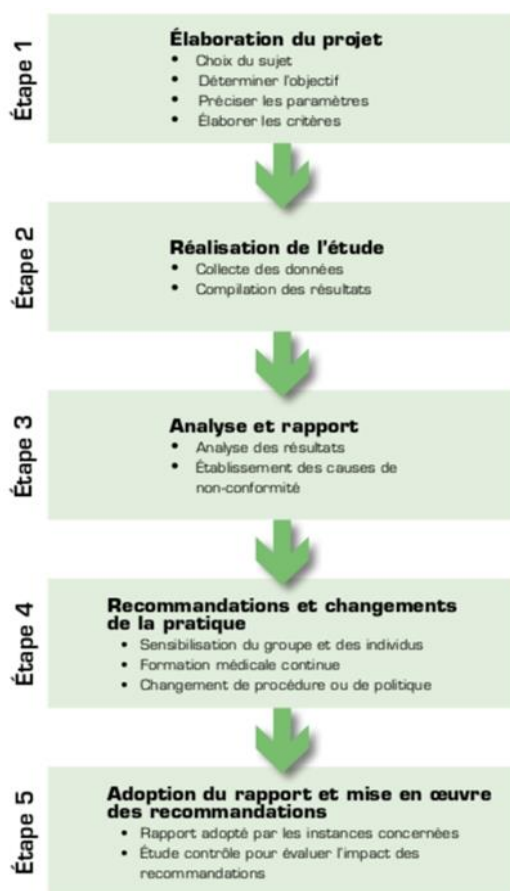 Étape 1
Élaboration du projet
• Choix du sujet
• Déterminer l'objectif
• Préciser les paramètres
• Élaborer les critères
Étape 2
Réalisation de l'étude
• Collecte des données
• Compilation des résultats
Étape 3
Analyse et rapport
• Analyse des résultats
• Établissement des causes de
non-conformité
Étape 4
Recommandations et changements
de la pratique
• Sensibilisation du groupe et des individus
• Formation médicale continue
• Changement de procédure ou de politique
Étape 5
Adoption du rapport et mise en œuvre
des recommandations
• Rapport adopté par les instances concernées
• Étude contrôle pour évaluer l'impact des
recommandations